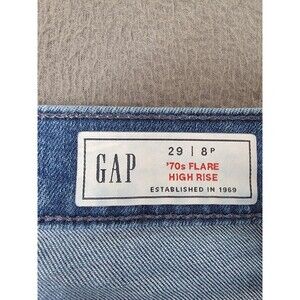 GAP
29 | 8P
'70s FLARE
HIGH RISE
ESTABLISHED IN 1969